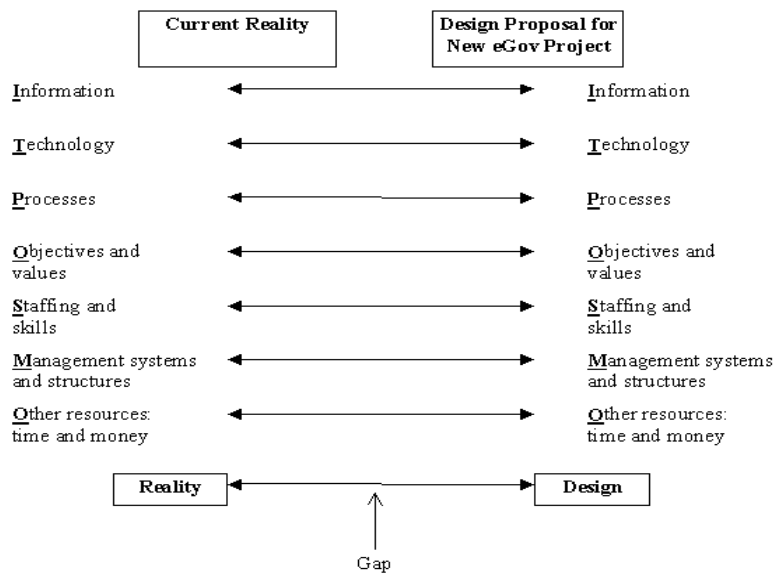 Current Reality
Design Proposal for
New eGov Project
Information
Information
Technology
Technology
Processes
Processes
Objectives and
values
Objectives and
values
Staffing and
skills
Staffing and
skills
Management systems
and structures
Management systems
and structures
Other resources:
time and money
Other resources:
time and money
Reality
Design
Gap